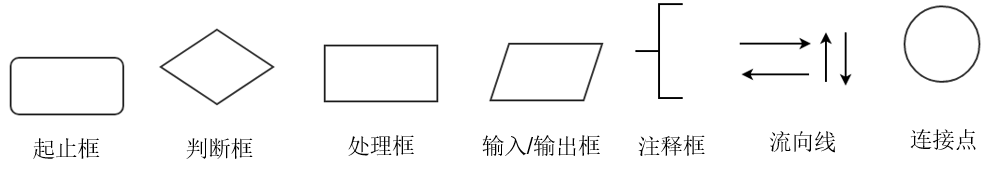 起止框
判断框
处理框
输入/输出框
注释框
流向线
连接点